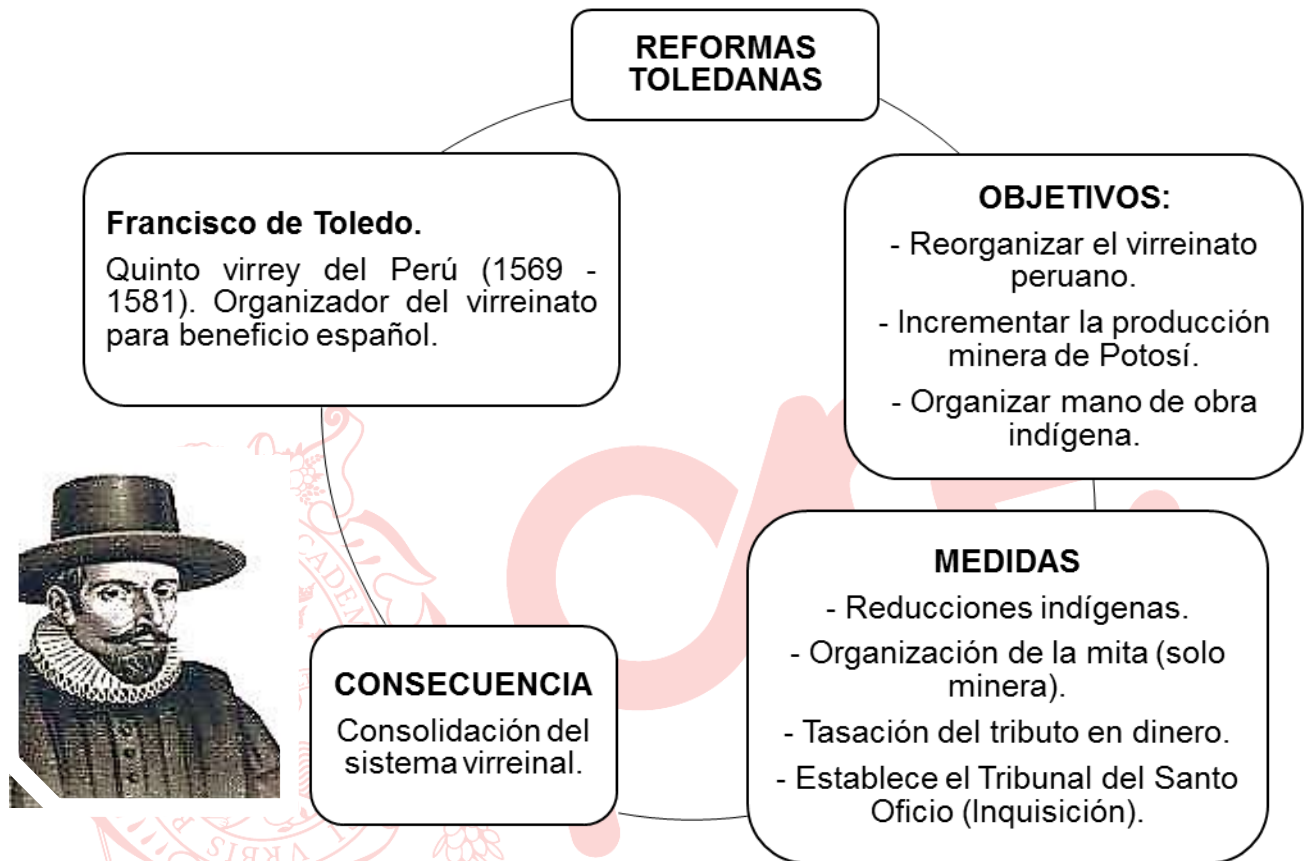 REFORMAS
TOLEDANAS
Francisco de Toledo.
Quinto virrey del Perú (1569 -
1581). Organizador del virreinato
para beneficio español.
OBJETIVOS:
- Reorganizar el virreinato
peruano.
- Incrementar la producción
minera de Potosí.
- Organizar mano de obra
indígena.
MEDIDAS
- Reducciones indígenas.
- Organización de la mita (solo
minera).
- Tasación del tributo en dinero.
- Establece el Tribunal del Santo
Oficio (Inquisición).
CONSECUENCIA
Consolidación del
sistema virreinal.